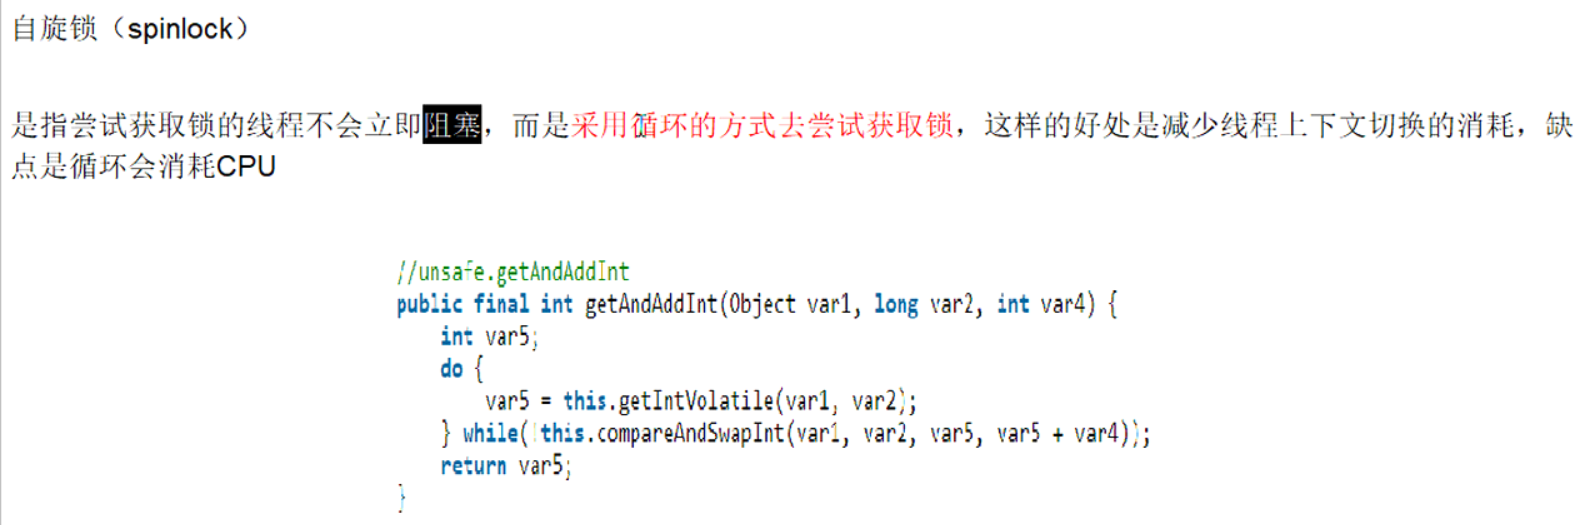 自旋锁（spinlock）
是指尝试获取锁的线程不会立即阻塞，而是采用循环的方式去尝试获取锁，这样的好处是减少线程上下文切换的消耗，缺
点是循环会消耗CPU
//unsafe.getAndAddInt
public final int getAndAddInt(Object var1, long var2, int var4) {
    int var5;
    do {
        var5 = this.getIntVolatile(var1, var2);
    } while(!this.compareAndSwapInt(var1, var2, var5, var5 + var4));
    return var5;
}